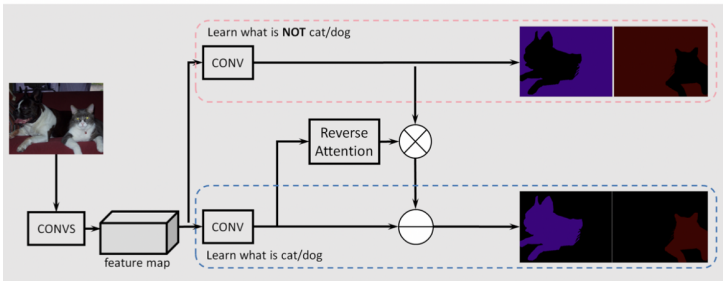 Learn what is NOT cat/dog
CONV
Reverse
Attention
CONVS
feature map
CONV
Learn what is cat/dog